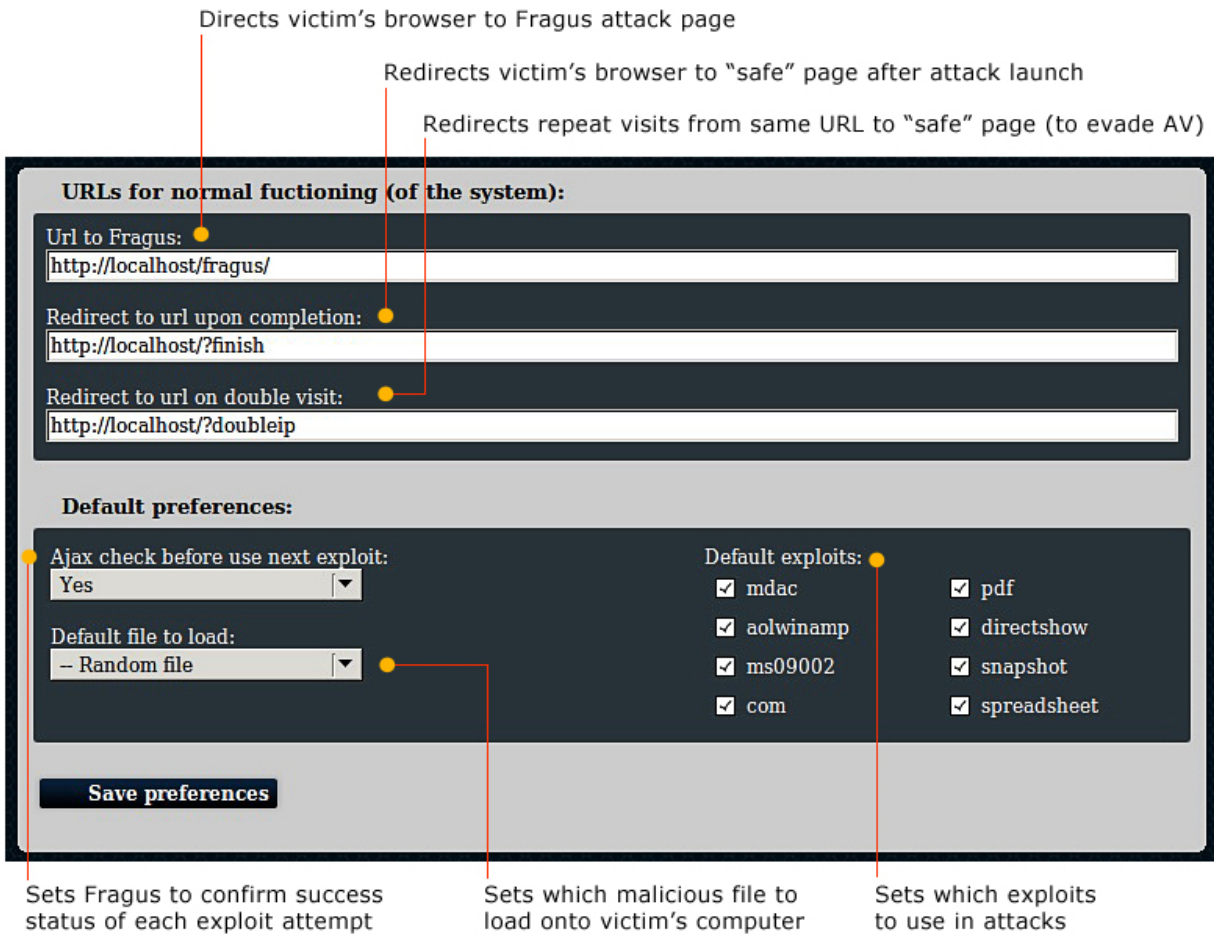 Directs victim’s browser to Fragus attack page
Redirects victim’s browser to “safe” page after attack launch
Redirects repeat visits from same URL to “safe” page (to evade AV)
URLs for normal fuctioning (of the system):
Url to Fragus:
http://localhost/fragus/
Redirect to url upon completion:
http://localhost/?finish
Redirect to url on double visit:
http://localhost/?doubleip
Default preferences:
Ajax check before use next exploit:
Yes
Default file to load:
-- Random file
Default exploits:
mdac
pdf
aolwinamp
directshow
ms09002
snapshot
com
spreadsheet
Save preferences
Sets Fragus to confirm success
status of each exploit attempt
Sets which malicious file to
load onto victim’s computer
Sets which exploits
to use in attacks